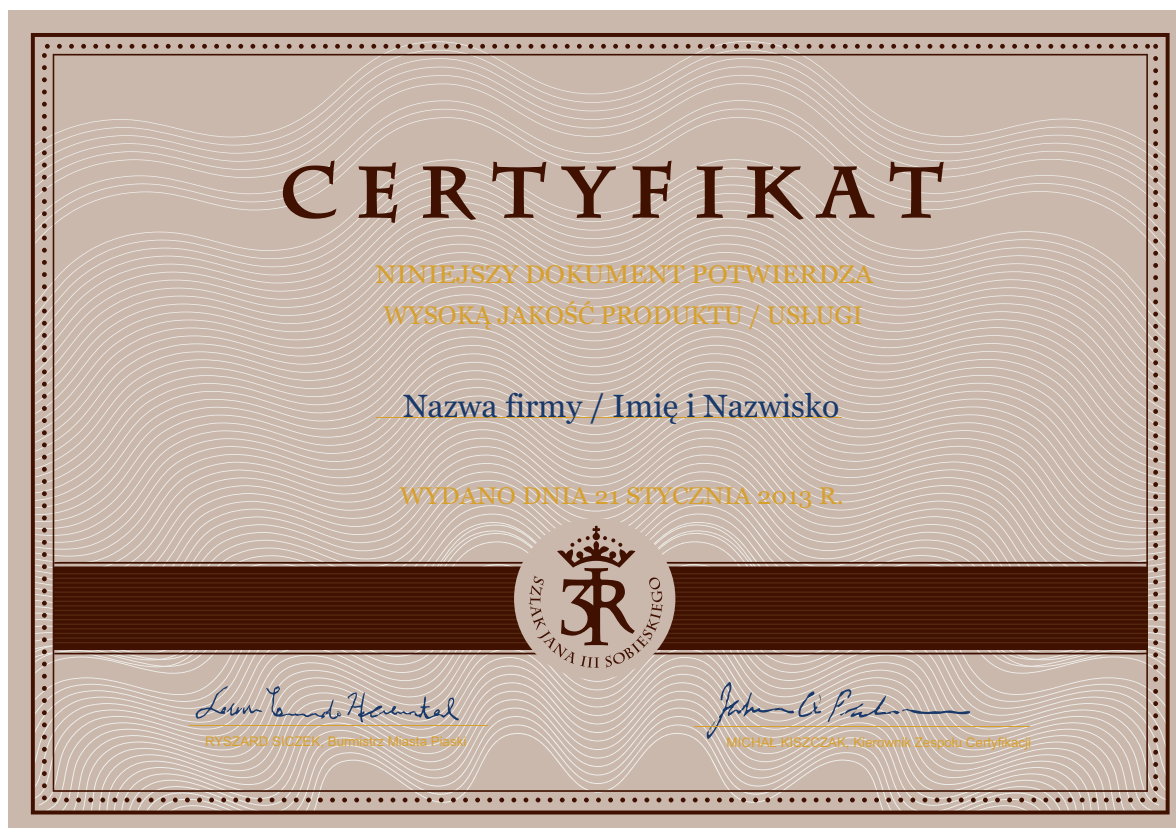 CERTYFIKAT
NINIEJSZY DOKUMENT POTWIERDZA
WYSOKĄ JAKOŚĆ PRODUKTU / USŁUGI
Nazwa firmy / Imię i Nazwisko
WYDANO DNIA 21 STYCZNIA 2013 R.
3R
SZLAK JANA III SOBIESKIEGO
RYSZARD SICZEK, Burmistrz Miasta Piaski
MICHAŁ KISZCZAK, Kierownik Zespołu Certyfikacji